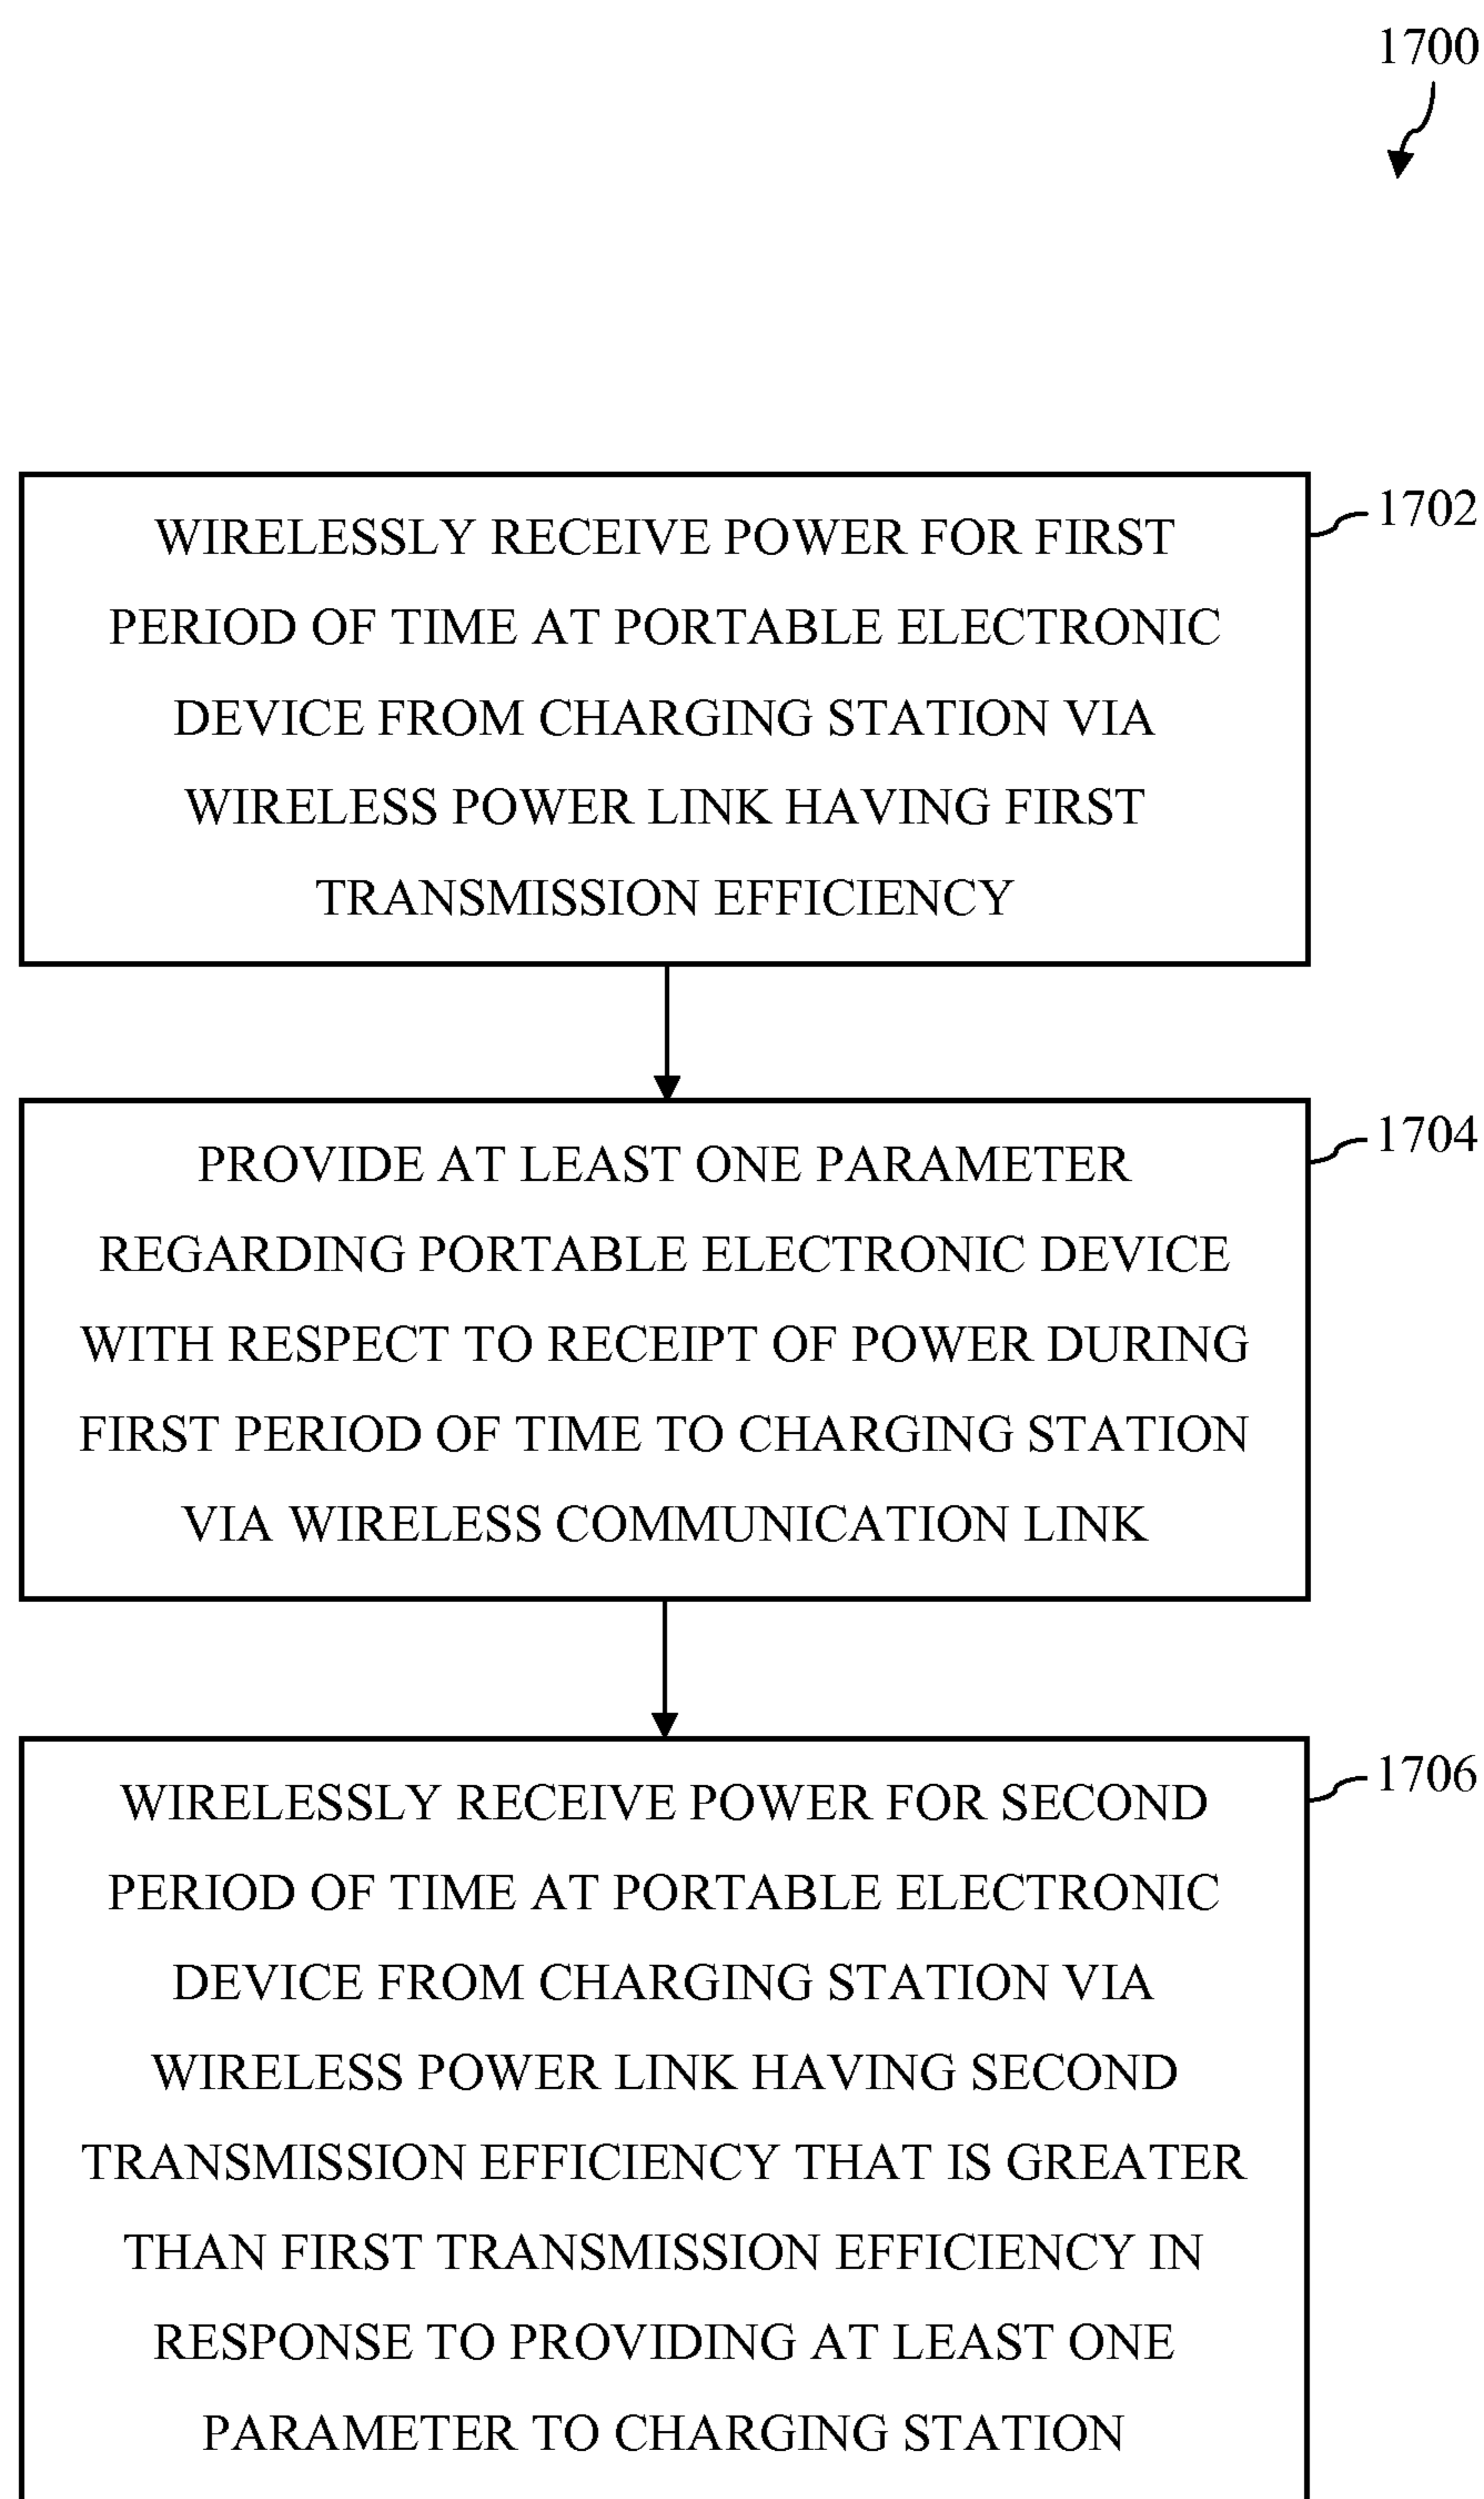 1700
WIRELESSLY RECEIVE POWER FOR FIRST
1702
PERIOD OF TIME AT PORTABLE ELECTRONIC
DEVICE FROM CHARGING STATION VIA
WIRELESS POWER LINK HAVING FIRST
TRANSMISSION EFFICIENCY
PROVIDE AT LEAST ONE PARAMETER
1704
REGARDING PORTABLE ELECTRONIC DEVICE
WITH RESPECT TO RECEIPT OF POWER DURING
FIRST PERIOD OF TIME TO CHARGING STATION
VIA WIRELESS COMMUNICATION LINK
WIRELESSLY RECEIVE POWER FOR SECOND
1706
PERIOD OF TIME AT PORTABLE ELECTRONIC
DEVICE FROM CHARGING STATION VIA
WIRELESS POWER LINK HAVING SECOND
TRANSMISSION EFFICIENCY THAT IS GREATER
THAN FIRST TRANSMISSION EFFICIENCY IN
RESPONSE TO PROVIDING AT LEAST ONE
PARAMETER TO CHARGING STATION